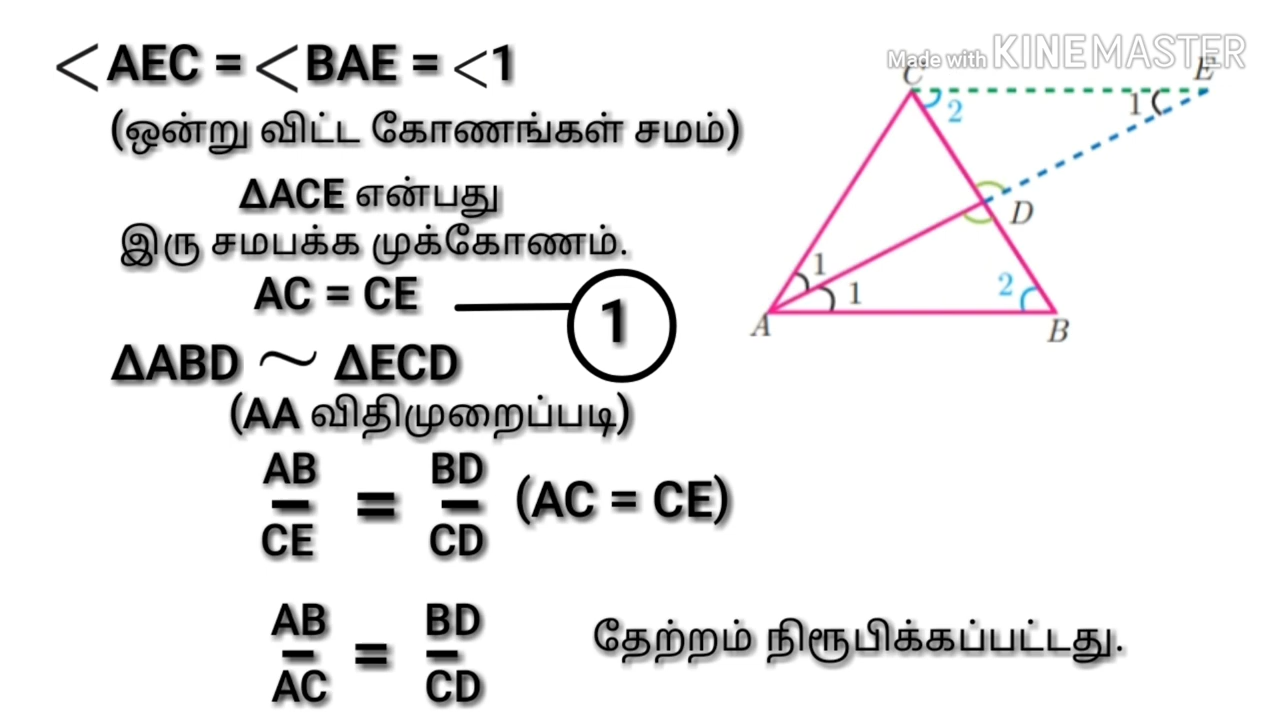 <AEC = <BAE = <1
(ஒன்று விட்ட கோணங்கள் சமம்)
ΔACE என்பது
இரு சமபக்க முக்கோணம்.
AC = CE
1
ΔABD ~ ΔECD
(AA விதிமுறைப்படி)
AB/CE = BD/CD (AC = CE)
AB/AC = BD/CD
தேற்றம் நிரூபிக்கப்பட்டது.
Made with KINEMASTER
C
E
2
1
D
1
1
2
A
B